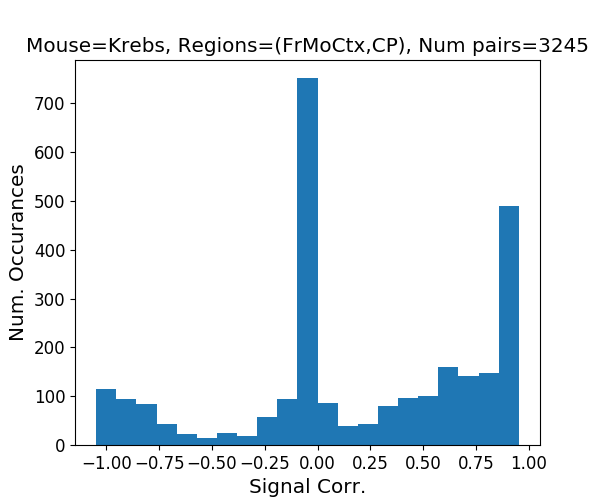 Mouse=Krebs, Regions=(FrMoCtx,CP), Num pairs=3245
700
600
500
400
300
200
100
0
Num. Occurances
−1.00 −0.75 −0.50 −0.25 0.00 0.25 0.50 0.75 1.00
Signal Corr.